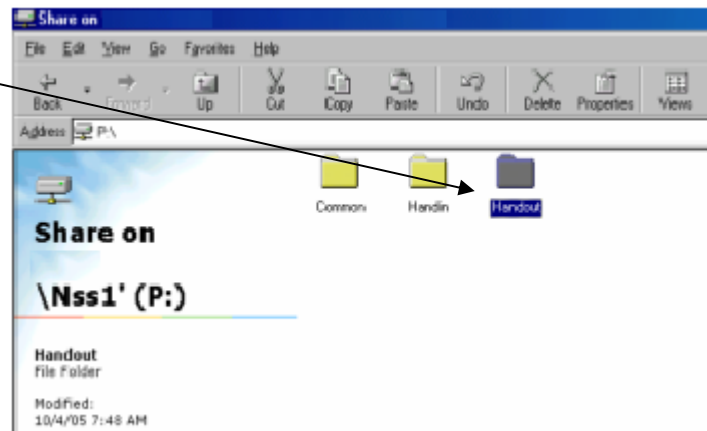 Share on
File Edit View Go Favorites Help
Back Forward Up Cut Copy Paste Undo Delete Properties Views
Address P:\
Common Handin Handout
Share on
\Nss1' (P:)
Handout
File Folder
Modified:
10/4/05 7:48 AM